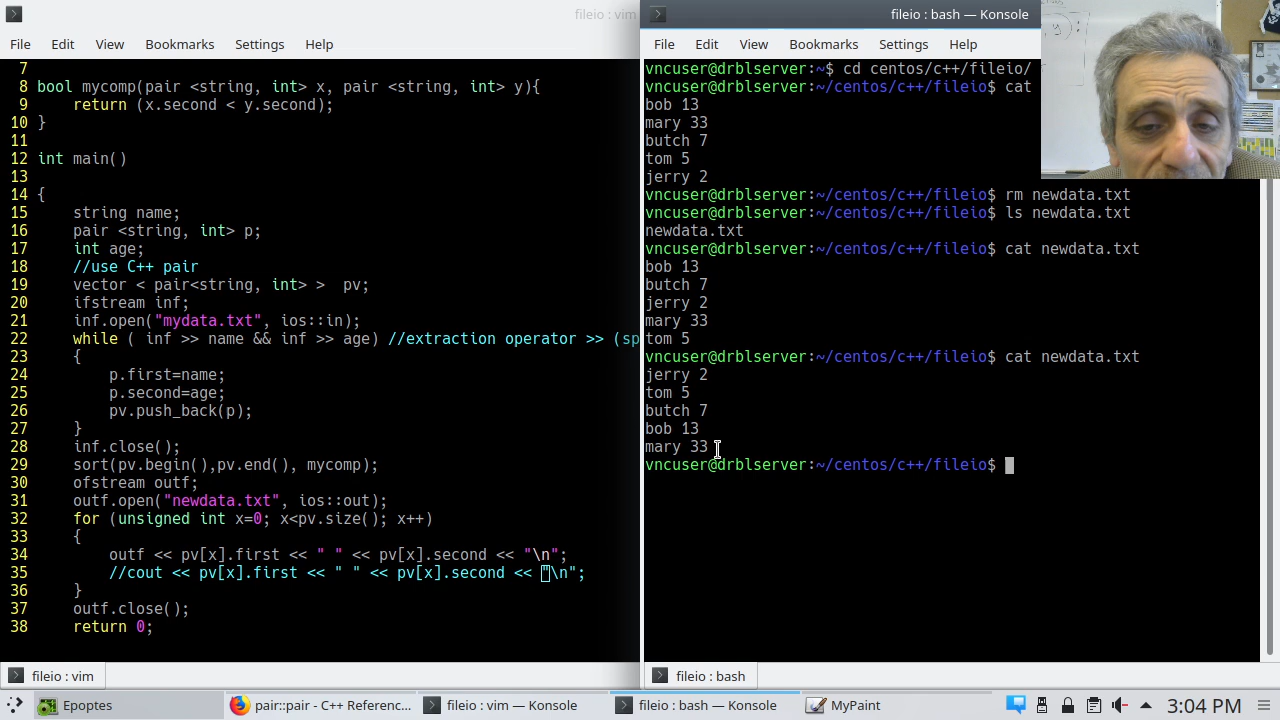 fileio : vim
fileio : bash — Konsole
File Edit View Bookmarks Settings Help
File Edit View Bookmarks Settings Help
7
8 bool mycomp(pair <string, int> x, pair <string, int> y){
9     return (x.second < y.second);
10 }
11
12 int main()
13
14 {
15     string name;
16     pair <string, int> p;
17     int age;
18     //use C++ pair
19     vector < pair<string, int> >  pv;
20     ifstream inf;
21     inf.open("mydata.txt", ios::in);
22     while ( inf >> name && inf >> age) //extraction operator >> (sp
23     {
24         p.first=name;
25         p.second=age;
26         pv.push_back(p);
27     }
28     inf.close();
29     sort(pv.begin(),pv.end(), mycomp);
30     ofstream outf;
31     outf.open("newdata.txt", ios::out);
32     for (unsigned int x=0; x<pv.size(); x++)
33     {
34         outf << pv[x].first << " " << pv[x].second << "\n";
35         //cout << pv[x].first << " " << pv[x].second << "\n";
36     }
37     outf.close();
38     return 0;
vncuser@drblserver:~$ cd centos/c++/fileio/
vncuser@drblserver:~/centos/c++/fileio$ cat
bob 13
mary 33
butch 7
tom 5
jerry 2
vncuser@drblserver:~/centos/c++/fileio$ rm newdata.txt
vncuser@drblserver:~/centos/c++/fileio$ ls newdata.txt
newdata.txt
vncuser@drblserver:~/centos/c++/fileio$ cat newdata.txt
bob 13
butch 7
jerry 2
mary 33
tom 5
vncuser@drblserver:~/centos/c++/fileio$ cat newdata.txt
jerry 2
tom 5
butch 7
bob 13
mary 33
vncuser@drblserver:~/centos/c++/fileio$
fileio : vim
fileio : bash
Epoptes
pair::pair - C++ Referenc...
fileio : vim — Konsole
fileio : bash — Konsole
MyPaint
3:04 PM